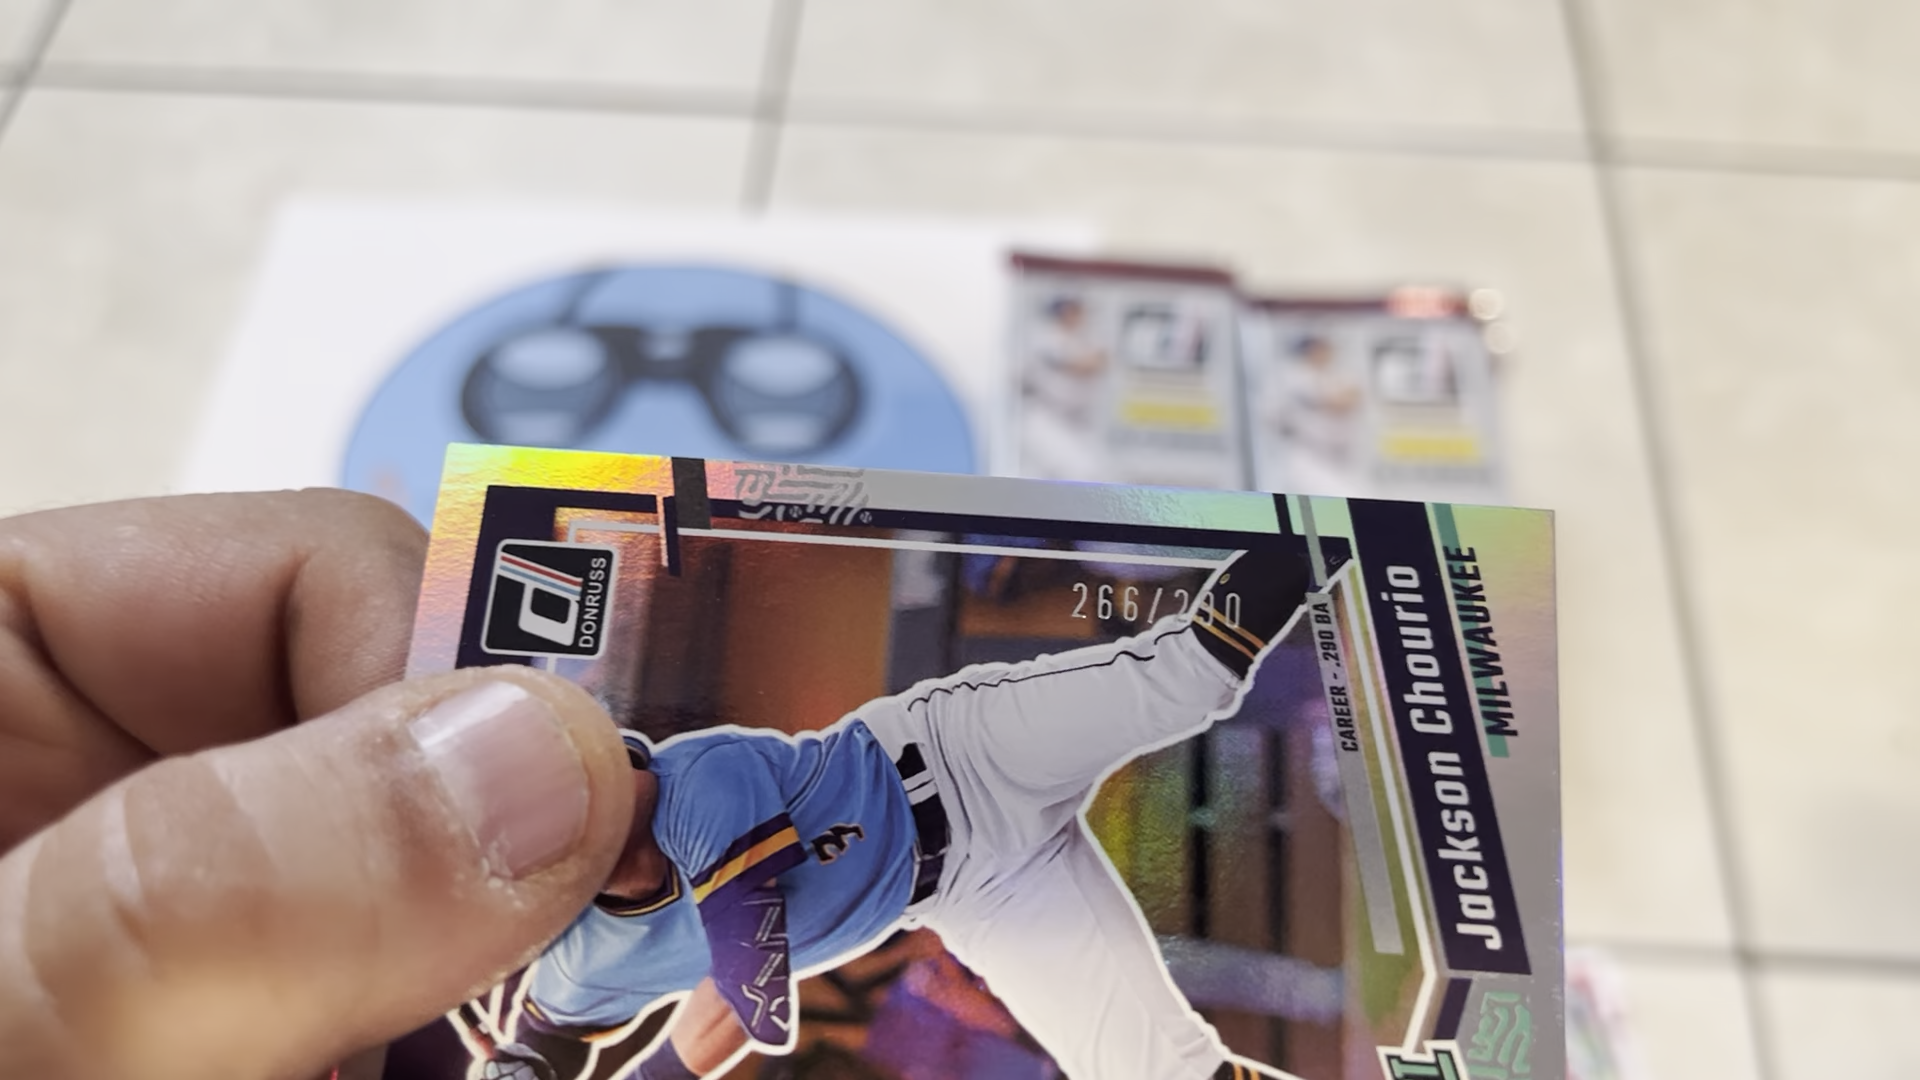 DONRUSS
266/290
CAREER - .290 BA
Jackson Chourio
MILWAUKEE